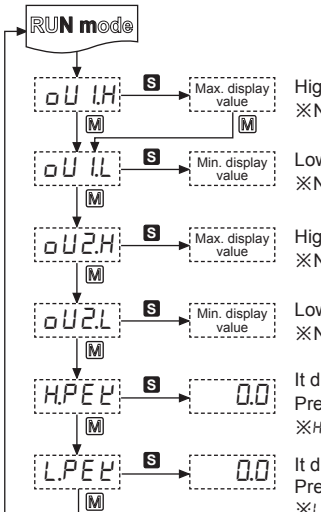 RUN mode
oU1.H S Max. display value Hig
M M ※N
oU1.L S Min. display value Low
M ※N
oU2.H S Max. display value Hig
M ※N
oU2.L S Min. display value Low
M ※N
H.PEK S 0.0 It d
Pre
M ※H
L.PEK S 0.0 It d
Pre
M ※L